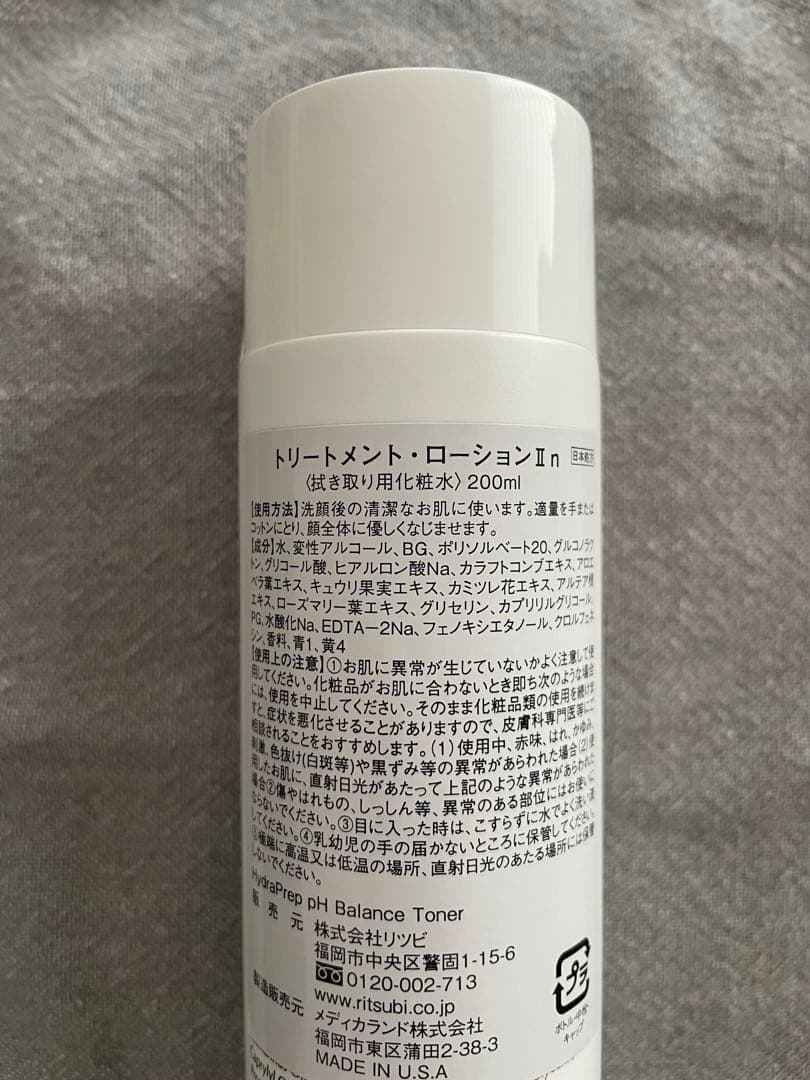 トリートメント・ローションⅡn 日本処方
〈拭き取り用化粧水〉200ml
【使用方法】洗顔後の清潔なお肌に使います。適量を手または
コットンにとり、顔全体に優しくなじませます。
【成分】水、変性アルコール、BG、ポリソルベート20、グルコノラク
トン、グリコール酸、ヒアルロン酸Na、カラフトコンブエキス、アロエ
ベラ葉エキス、キュウリ果実エキス、カミツレ花エキス、アルテア根
エキス、ローズマリー葉エキス、グリセリン、カプリリルグリコール、
PG、水酸化Na、EDTA－2Na、フェノキシエタノール、クロルフェネ
シン、香料、青1、黄4
【使用上の注意】①お肌に異常が生じていないかよく注意して使
用してください。化粧品がお肌に合わないとき即ち次のような場合
には、使用を中止してください。そのまま化粧品類の使用を続けま
すと、症状を悪化させることがありますので、皮膚科専門医等にご
相談されることをおすすめします。(1)使用中、赤味、はれ、かゆみ、
刺激、色抜け(白斑等)や黒ずみ等の異常があらわれた場合(2)使
用したお肌に、直射日光があたって上記のような異常があらわれた
場合②傷やはれもの、しっしん等、異常のある部位にはお使いに
ならないでください。③目に入った時は、こすらずに水でよく洗い流
してください。④乳幼児の手の届かないところに保管してください。
⑤極端に高温又は低温の場所、直射日光のあたる場所には保管
しないでください。
HydraPrep pH Balance Toner
販売元 株式会社リツビ
福岡市中央区警固1-15-6
0120-002-713
www.ritsubi.co.jp
製造販売元 メディカランド株式会社
福岡市東区蒲田2-38-3
MADE IN U.S.A
プラ
ボトル・中栓・
キャップ